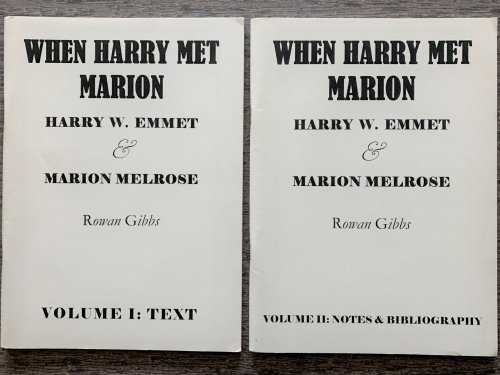 WHEN HARRY MET
MARION
HARRY W. EMMET
&
MARION MELROSE
Rowan Gibbs
VOLUME I: TEXT
WHEN HARRY MET
MARION
HARRY W. EMMET
&
MARION MELROSE
Rowan Gibbs
VOLUME II: NOTES & BIBLIOGRAPHY